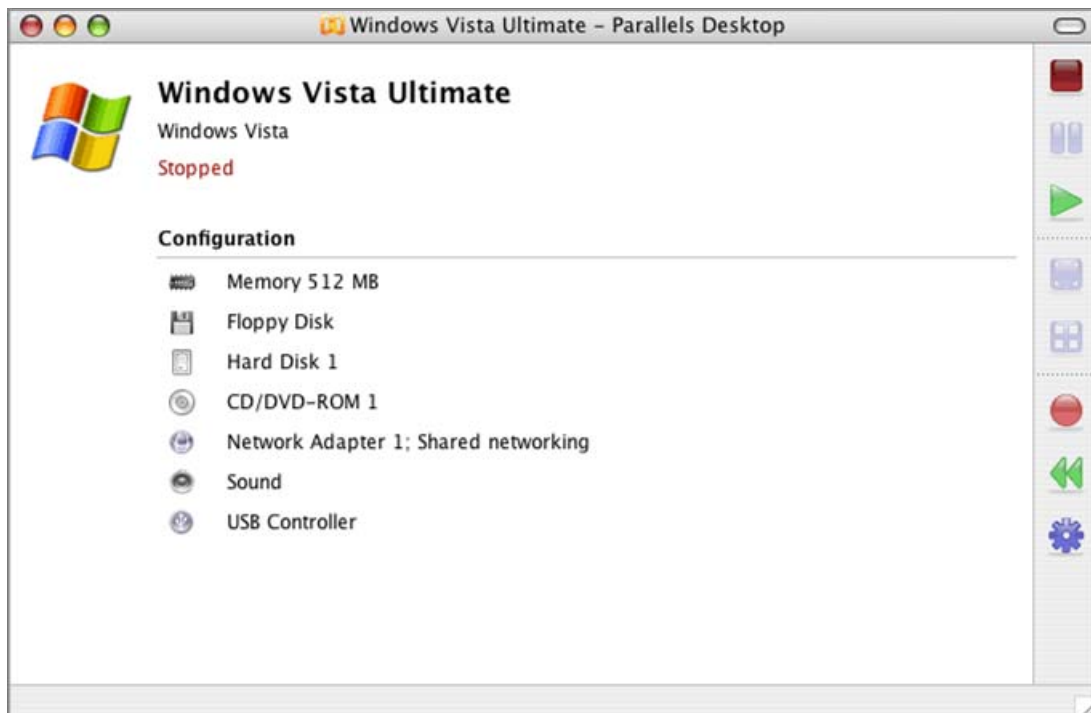 Windows Vista Ultimate – Parallels Desktop
Windows Vista Ultimate
Windows Vista
Stopped
Configuration
Memory 512 MB
Floppy Disk
Hard Disk 1
CD/DVD-ROM 1
Network Adapter 1; Shared networking
Sound
USB Controller